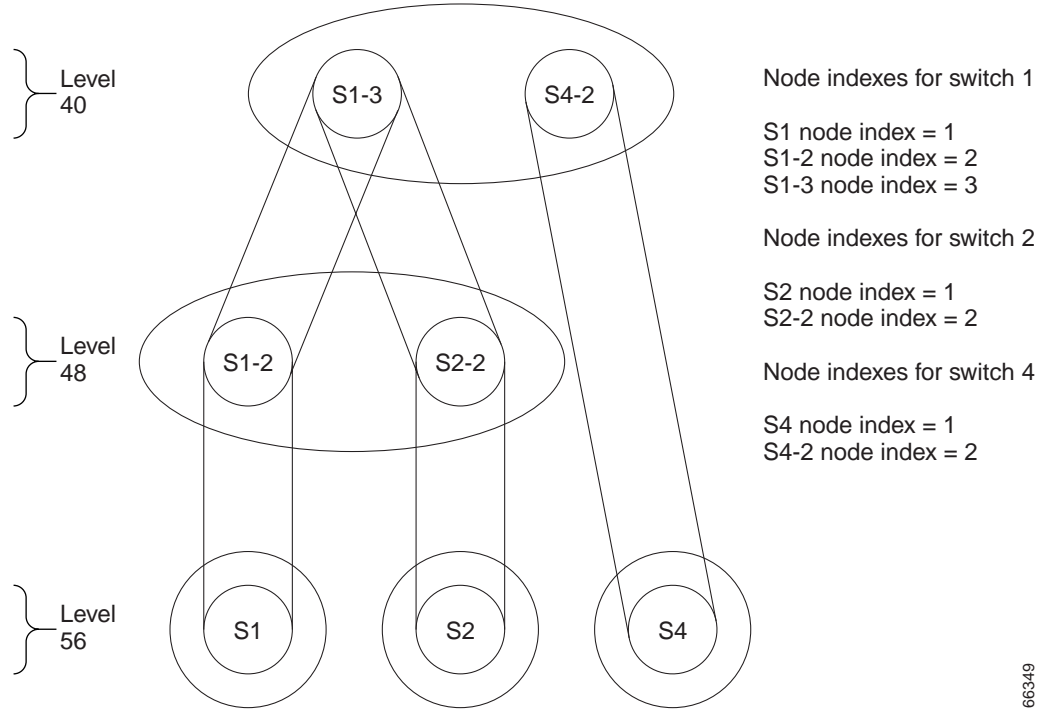 Level
40
S1-3
S4-2
Level
48
S1-2
S2-2
Level
56
S1
S2
S4
Node indexes for switch 1
S1 node index = 1
S1-2 node index = 2
S1-3 node index = 3
Node indexes for switch 2
S2 node index = 1
S2-2 node index = 2
Node indexes for switch 4
S4 node index = 1
S4-2 node index = 2
66349